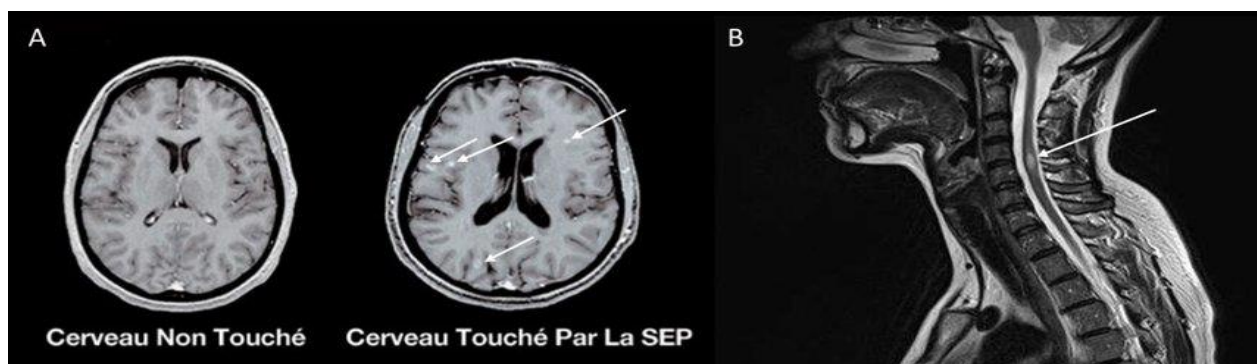 A
B
Cerveau Non Touché
Cerveau Touché Par La SEP